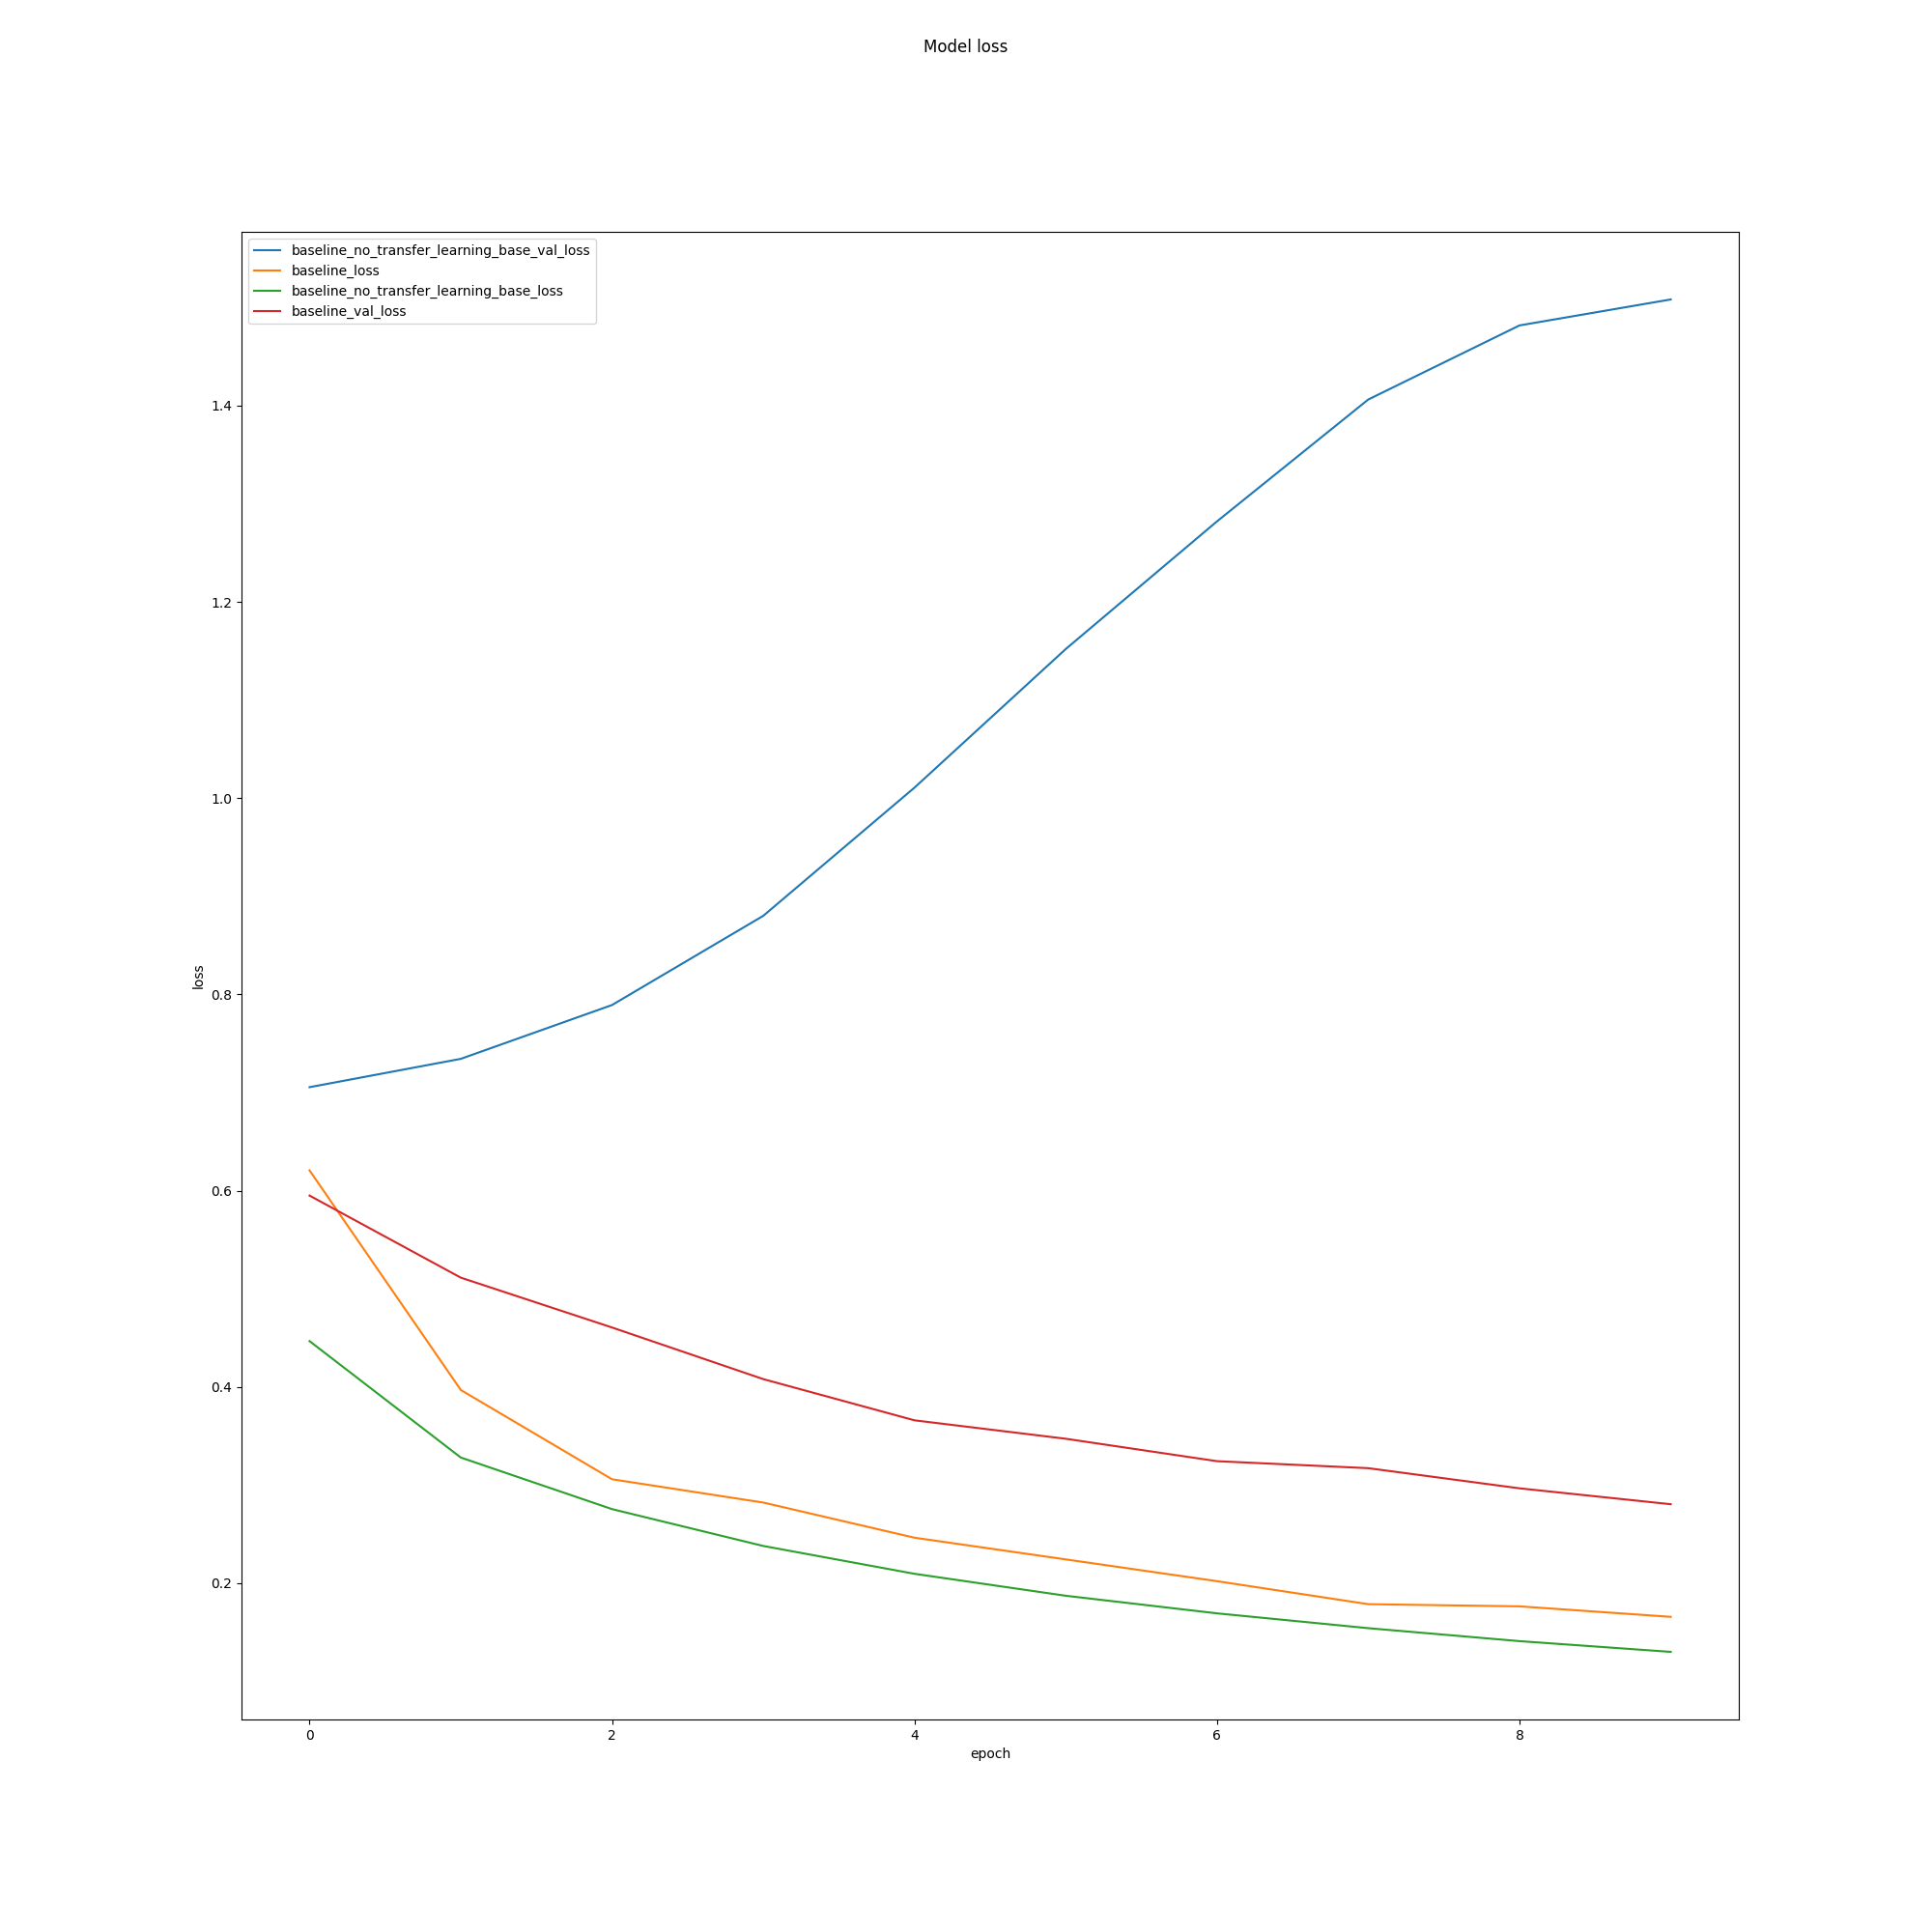 Model loss
baseline_no_transfer_learning_base_val_loss
baseline_loss
baseline_no_transfer_learning_base_loss
baseline_val_loss
1.4
1.2
1.0
0.8
0.6
0.4
0.2
loss
0 2 4 6 8
epoch